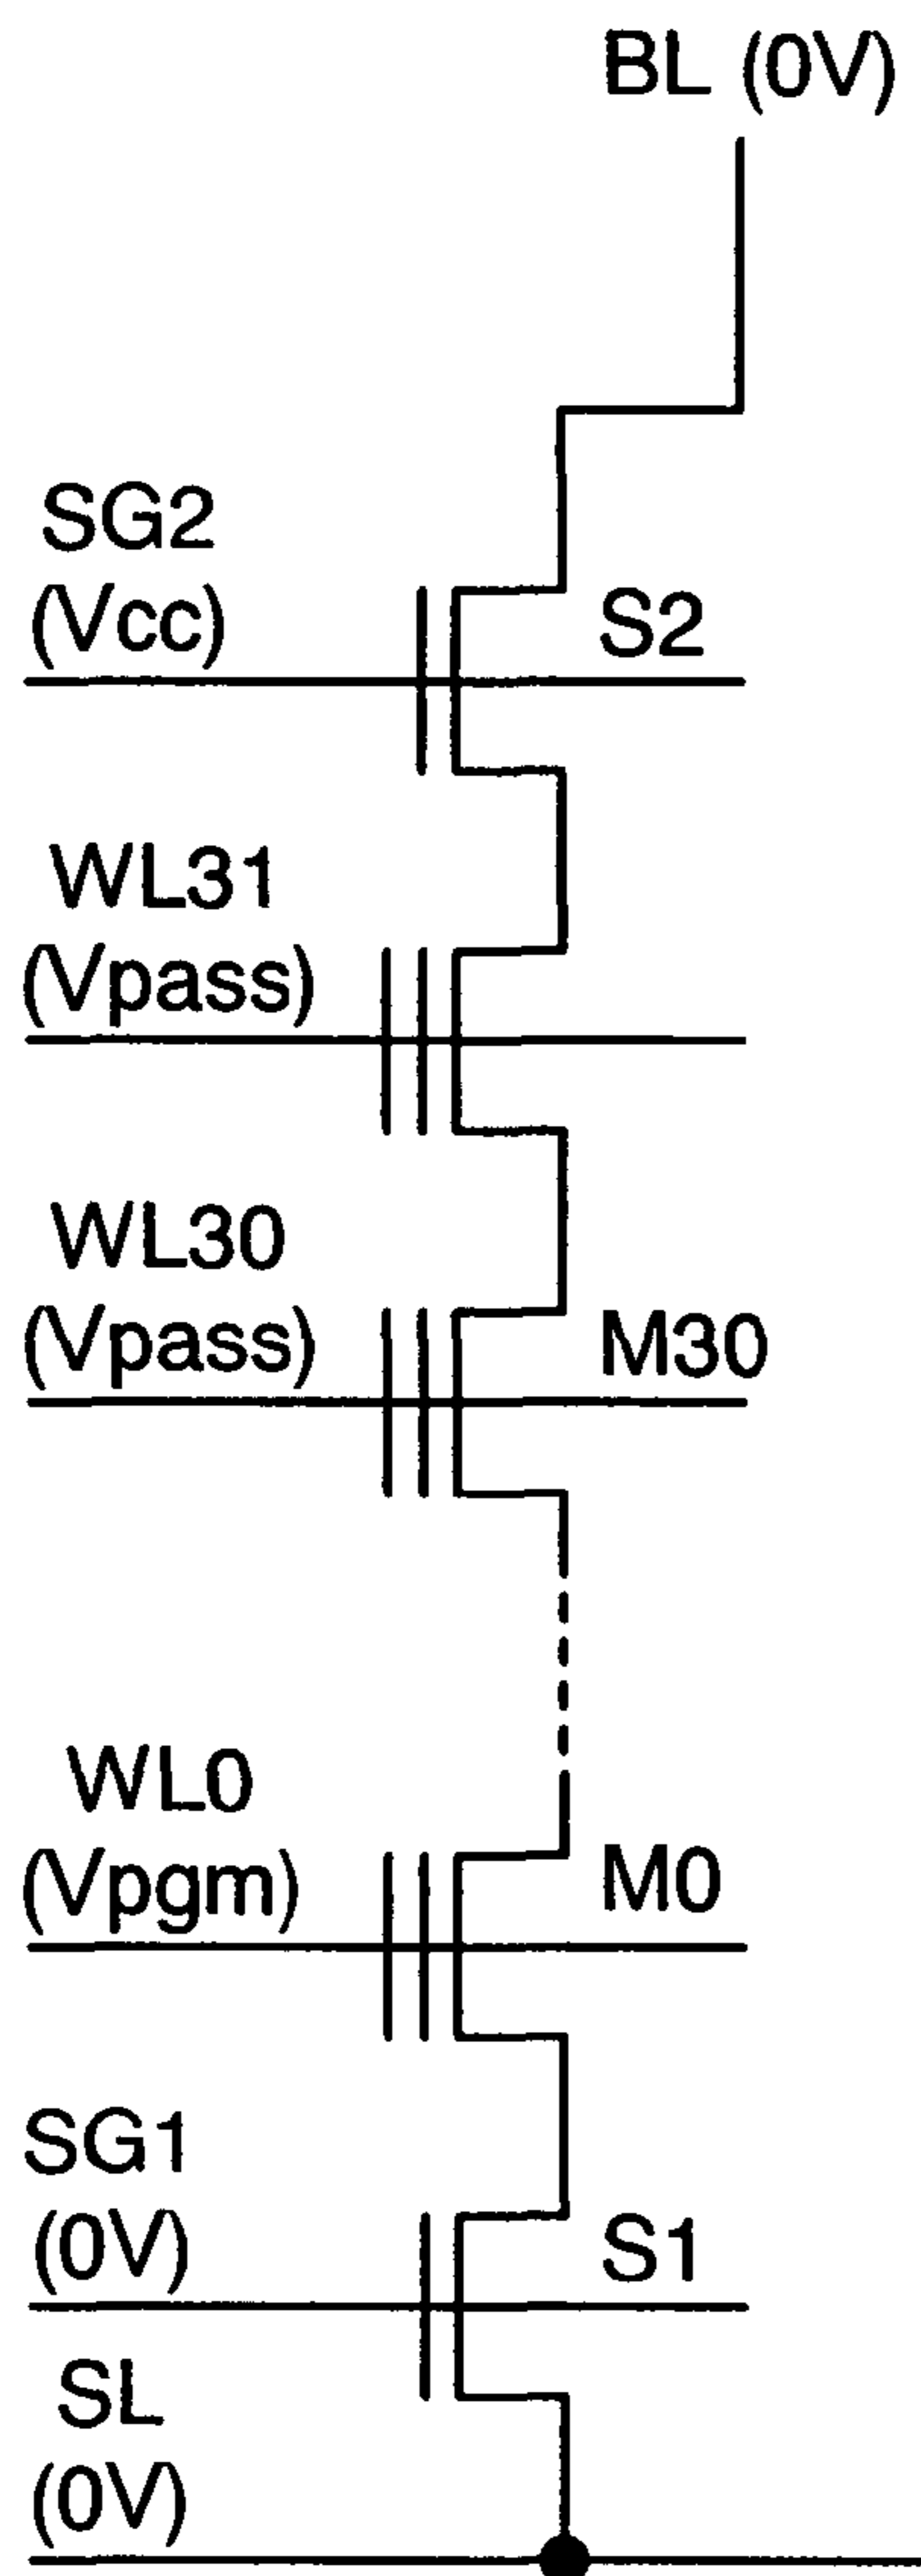 BL (0V)
SG2
(Vcc)
S2
WL31
(Vpass)
WL30
(Vpass)
M30
WL0
(Vpgm)
M0
SG1
(0V)
S1
SL
(0V)